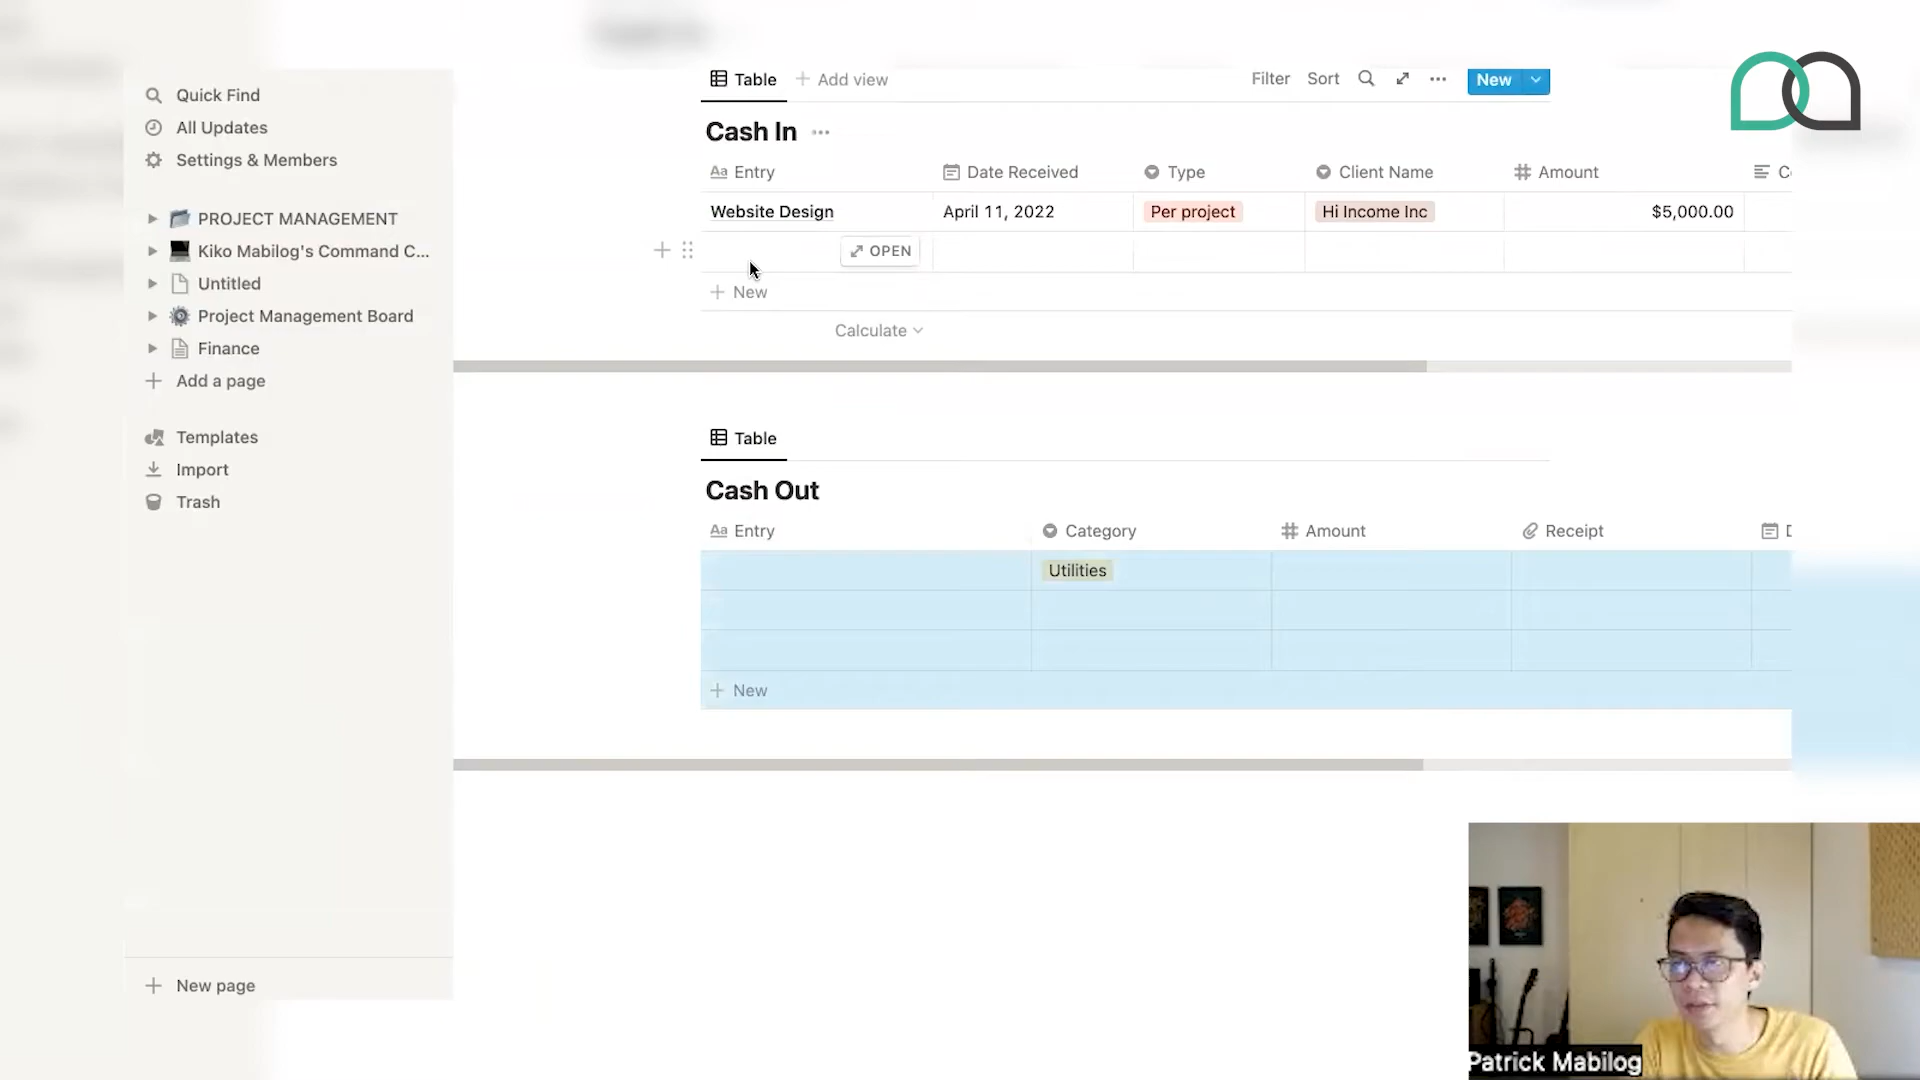 Quick Find
All Updates
Settings & Members
PROJECT MANAGEMENT
Kiko Mabilog's Command C...
Untitled
Project Management Board
Finance
Add a page
Templates
Import
Trash
New page
Table Add view Filter Sort New
Cash In
Aa Entry Date Received Type Client Name Amount C
Website Design April 11, 2022 Per project Hi Income Inc $5,000.00
OPEN
New
Calculate
Table
Cash Out
Aa Entry Category Amount Receipt
Utilities
New
Patrick Mabilog